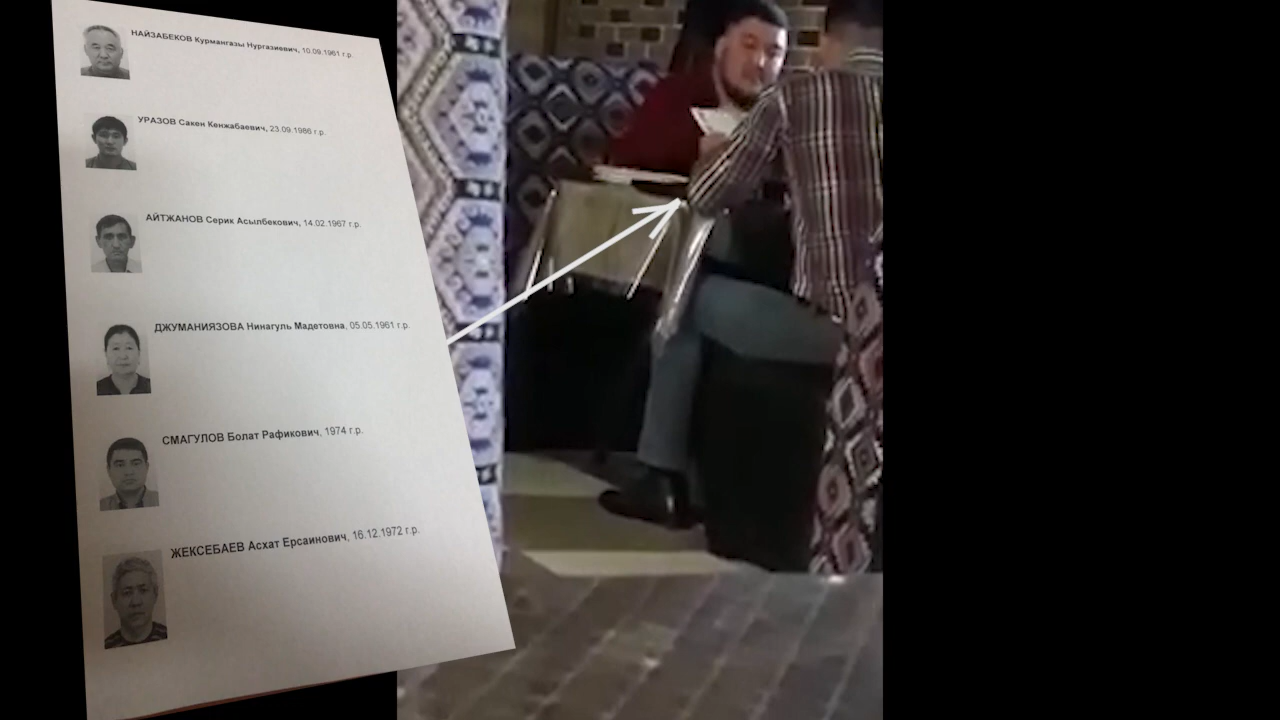 НАЙЗАБЕКОВ Курмангазы Нургазиевич, 10.09.1961 г.р.
УРАЗОВ Сакен Кенжабаевич, 23.09.1986 г.р.
АЙТЖАНОВ Серик Асылбекович, 14.02.1967 г.р.
ДЖУМАНИЯЗОВА Нинагуль Мадетовна, 05.05.1961 г.р.
СМАГУЛОВ Болат Рафикович, 1974 г.р.
ЖЕКСЕБАЕВ Асхат Ерсаинович, 16.12.1972 г.р.